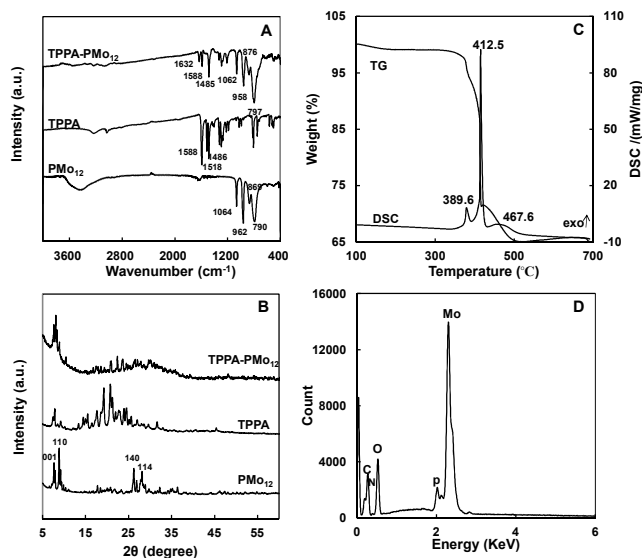 A
TPPA-PMo12
1632
1588
1485
1062
876
958
797
TPPA
1588
1486
1518
PMo12
1064
869
962
790
Intensity (a.u.)
3600
2800
2000
1200
400
Wavenumber (cm-1)
C
412.5
TG
389.6
467.6
DSC
exo↑
105
95
85
75
65
Weight (%)
110
90
70
50
30
10
-10
DSC /(mW/mg)
100
300
500
700
Temperature (°C)
B
TPPA-PMo12
TPPA
110
001
140
114
PMo12
Intensity (a.u.)
5
15
25
35
45
55
2θ (degree)
D
Mo
C
N
O
p
16000
12000
8000
4000
0
Count
0
2
4
6
Energy (KeV)